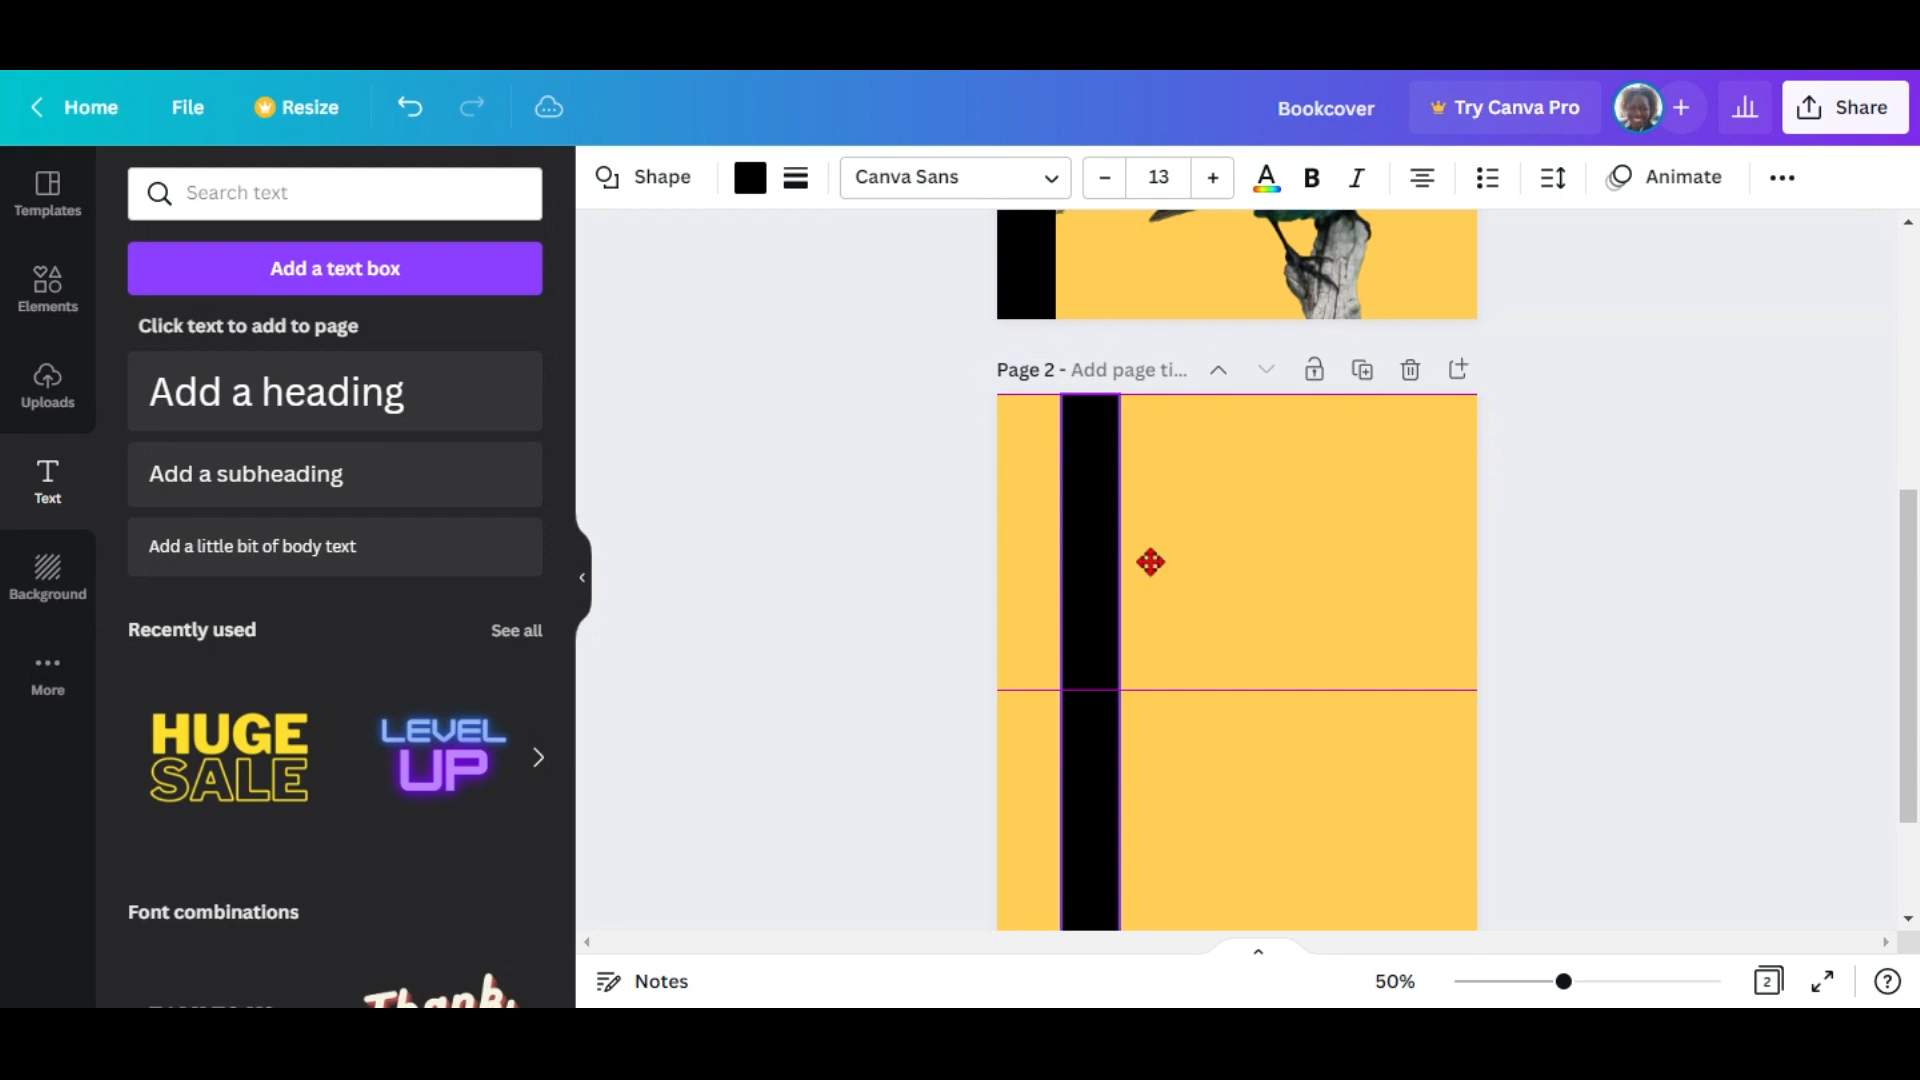 Home
File
Resize
Bookcover
Try Canva Pro
Share
Templates
Elements
Uploads
Text
Background
More
Search text
Add a text box
Click text to add to page
Add a heading
Add a subheading
Add a little bit of body text
Recently used
See all
HUGE
SALE
LEVEL
UP
Font combinations
Thank
Shape
Canva Sans
13
A
B
I
Animate
Page 2 - Add page ti...
Notes
50%
2